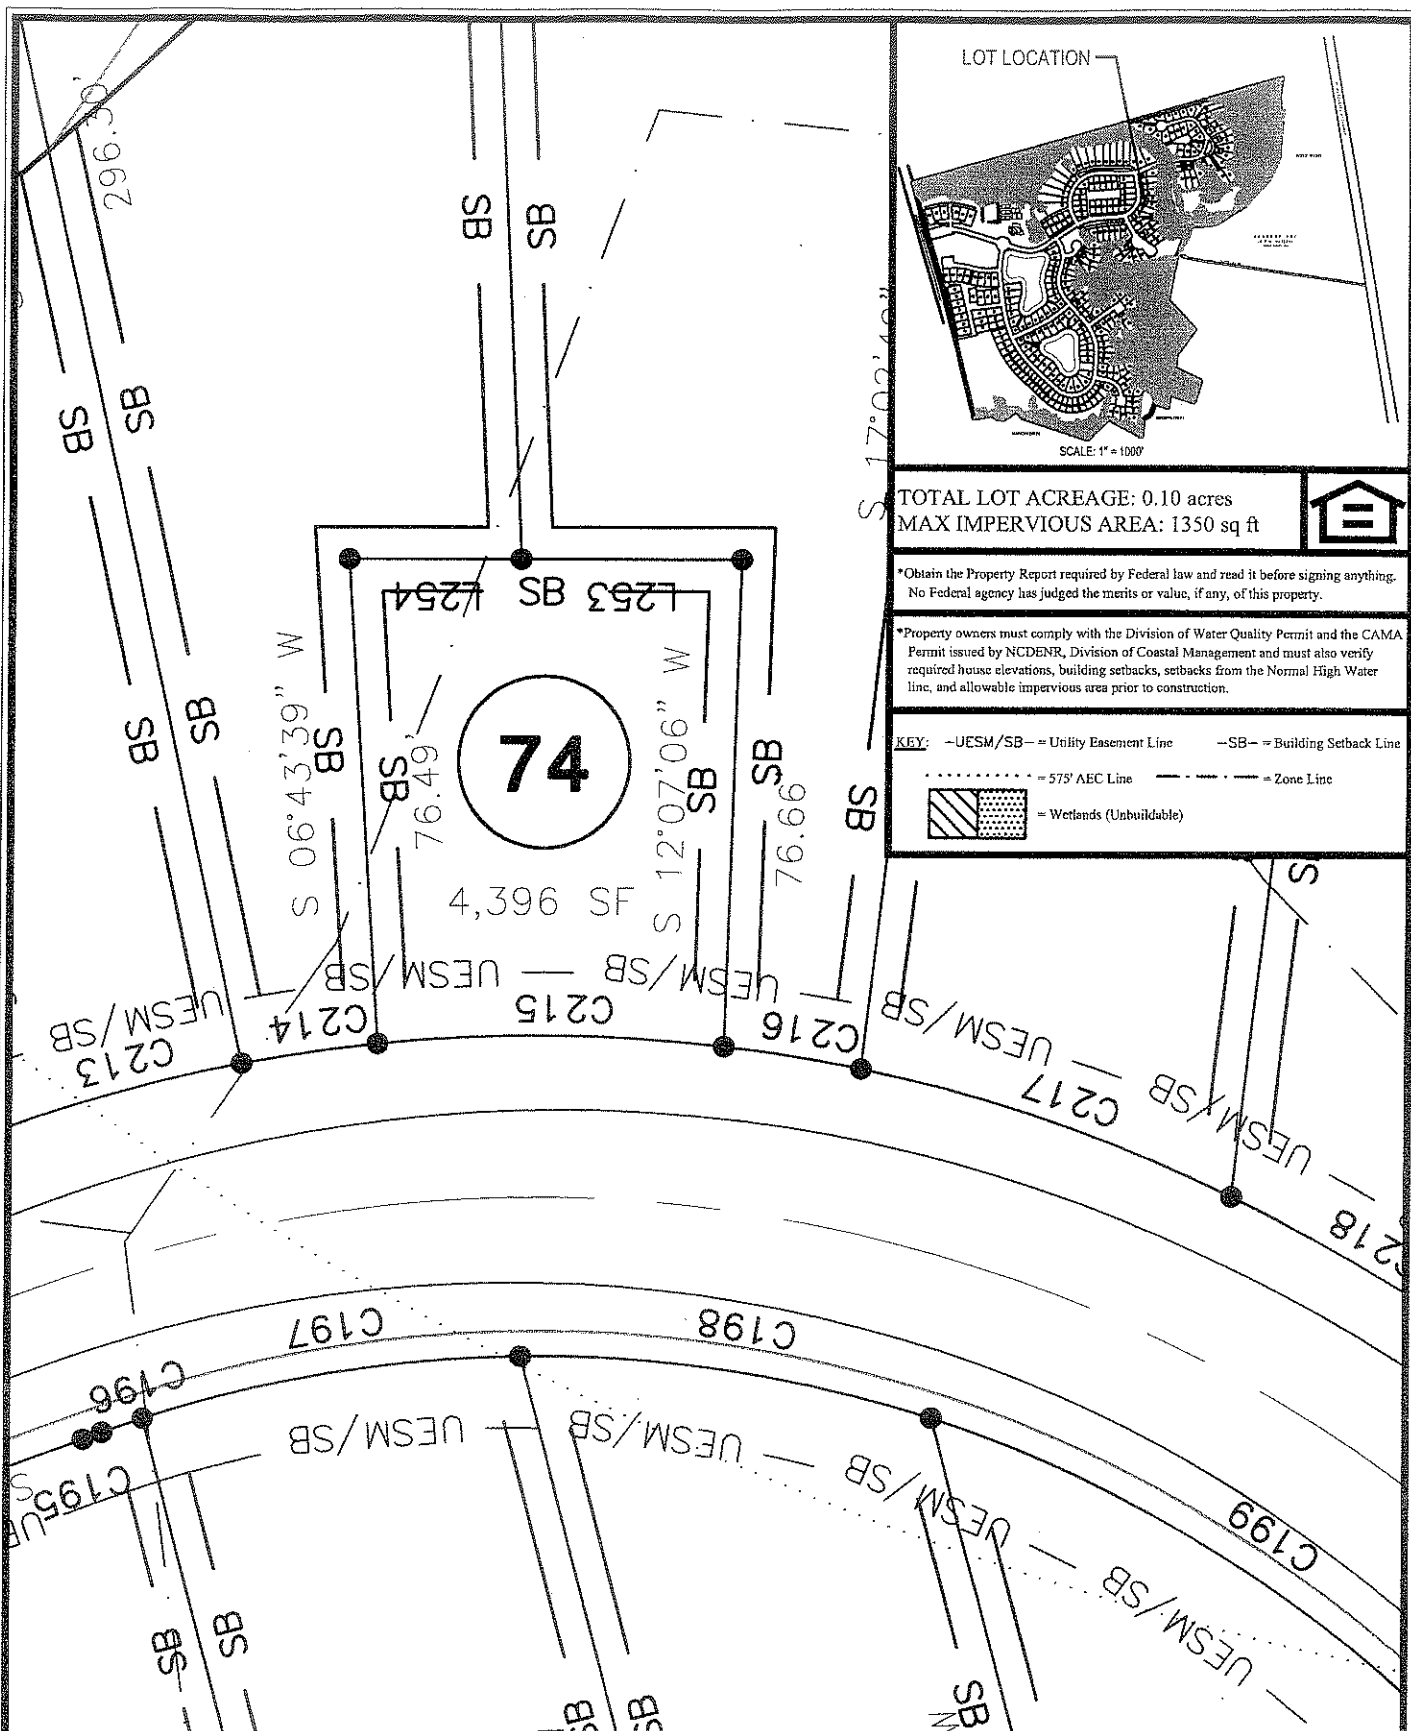 LOT LOCATION
SCALE: 1" = 1000'
TOTAL LOT ACREAGE: 0.10 acres
MAX IMPERVIOUS AREA: 1350 sq ft
*Obtain the Property Report required by Federal law and read it before signing anything.
No Federal agency has judged the merits or value, if any, of this property.
*Property owners must comply with the Division of Water Quality Permit and the CAMA
Permit issued by NCDENR, Division of Coastal Management and must also verify
required house elevations, building setbacks, setbacks from the Normal High Water
line, and allowable impervious area prior to construction.
KEY: -UESM/SB- = Utility Easement Line -SB- = Building Setback Line
= 575' AEC Line = Zone Line
= Wetlands (Unbuildable)
296.30'
SB
SB
SB
SB
S 17°02'
L254 SB L253
S 06°43'39" W
SB
SB
76.49'
74
S 12°07'06" W
SB
SB
76.66
SB
SB
SB
S
4,396 SF
UESM/SB
UESM/SB
UESM/SB
UESM/SB
UESM/SB
C213
C214
C215
C216
C217
C218
C197
C198
C196
C195
C199
UESM/SB
UESM/SB
UESM/SB
UESM/SB
SB
SB
SB
SB
SB